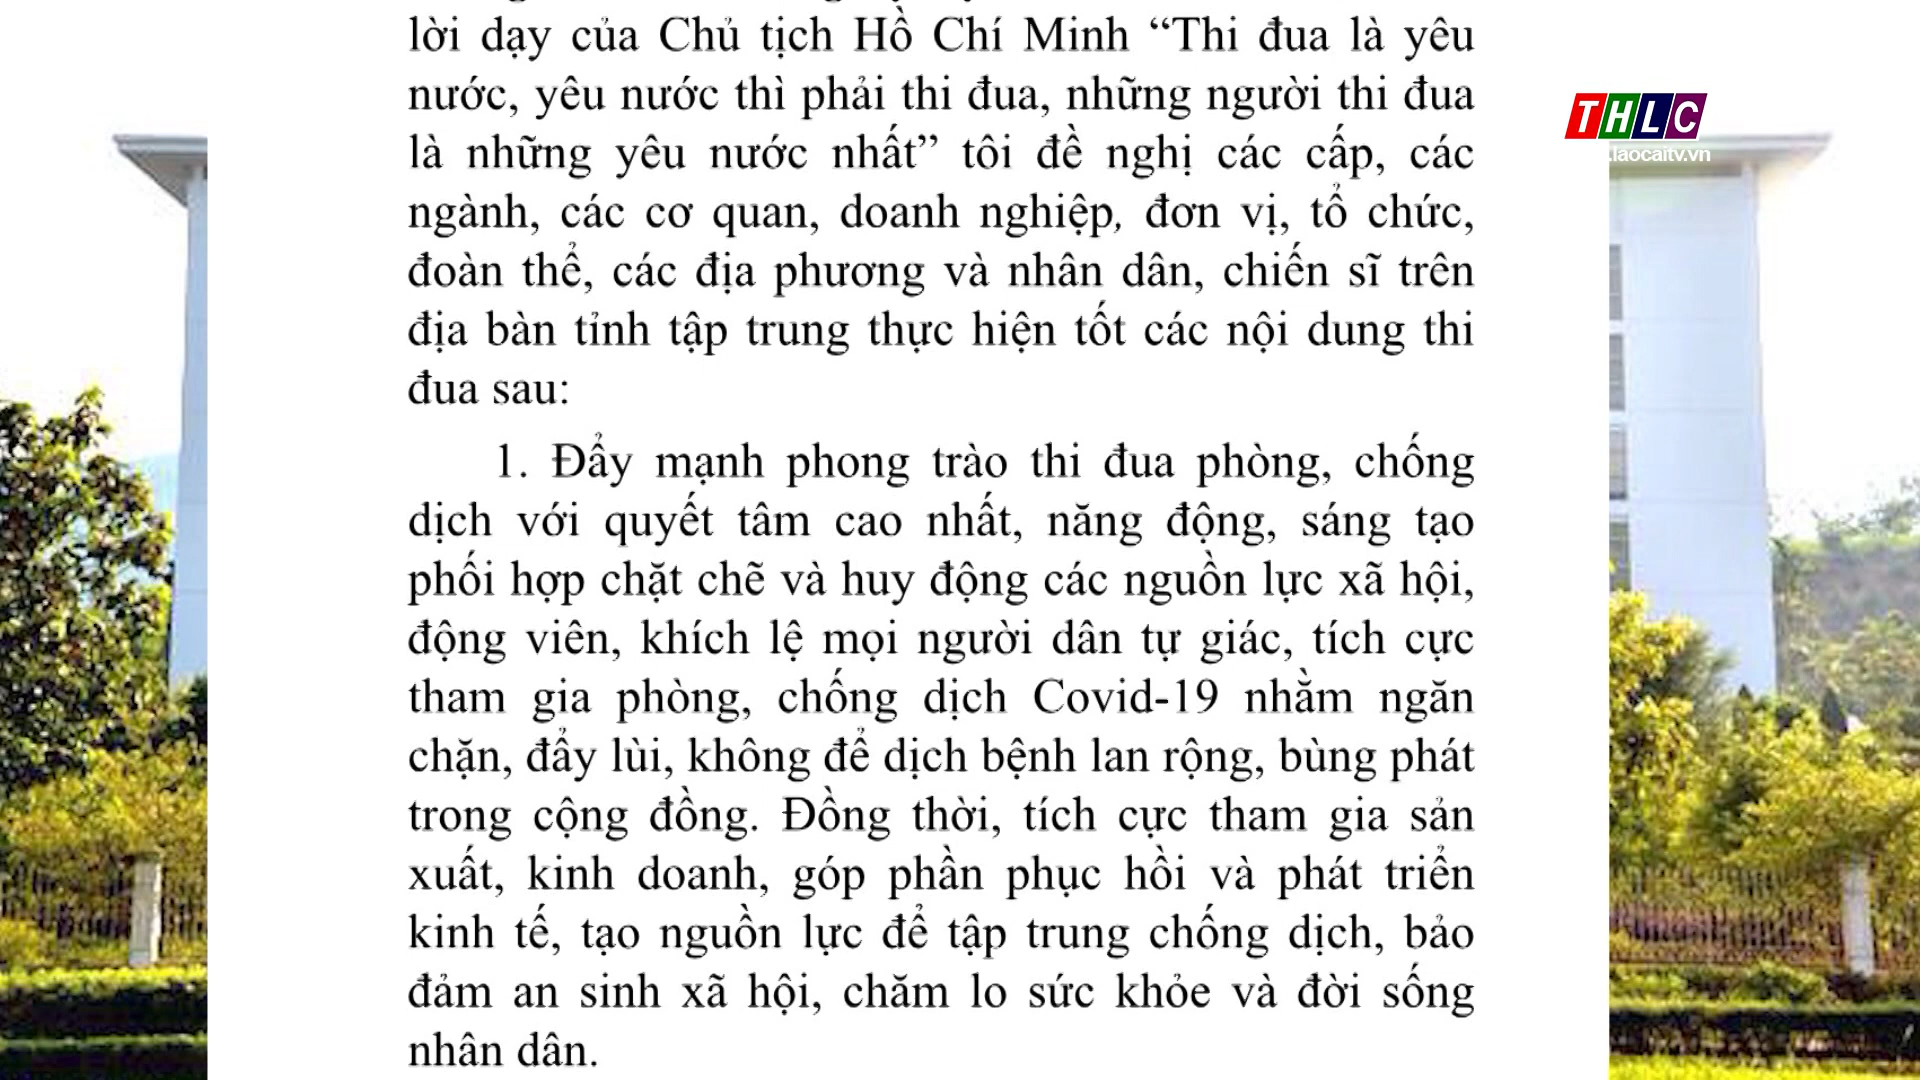 lời dạy của Chủ tịch Hồ Chí Minh “Thi đua là yêu
nước, yêu nước thì phải thi đua, những người thi đua
là những yêu nước nhất” tôi đề nghị các cấp, các
ngành, các cơ quan, doanh nghiệp, đơn vị, tổ chức,
đoàn thể, các địa phương và nhân dân, chiến sĩ trên
địa bàn tỉnh tập trung thực hiện tốt các nội dung thi
đua sau:
1. Đẩy mạnh phong trào thi đua phòng, chống
dịch với quyết tâm cao nhất, năng động, sáng tạo
phối hợp chặt chẽ và huy động các nguồn lực xã hội,
động viên, khích lệ mọi người dân tự giác, tích cực
tham gia phòng, chống dịch Covid-19 nhằm ngăn
chặn, đẩy lùi, không để dịch bệnh lan rộng, bùng phát
trong cộng đồng. Đồng thời, tích cực tham gia sản
xuất, kinh doanh, góp phần phục hồi và phát triển
kinh tế, tạo nguồn lực để tập trung chống dịch, bảo
đảm an sinh xã hội, chăm lo sức khỏe và đời sống
nhân dân.
THLC
.laocaitv.vn